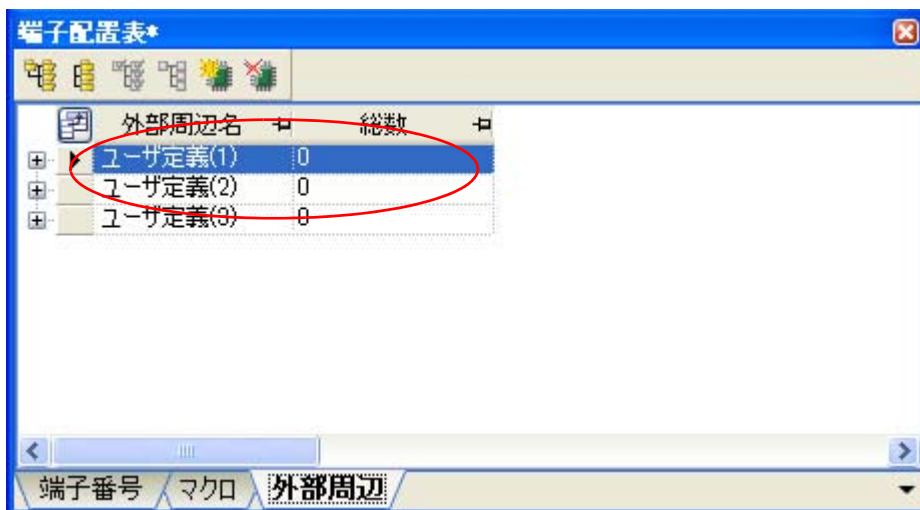 端子配置表*
外部周辺名 総数
ユーザ定義(1) 0
ユーザ定義(2) 0
ユーザ定義(3) 0
端子番号 マクロ 外部周辺